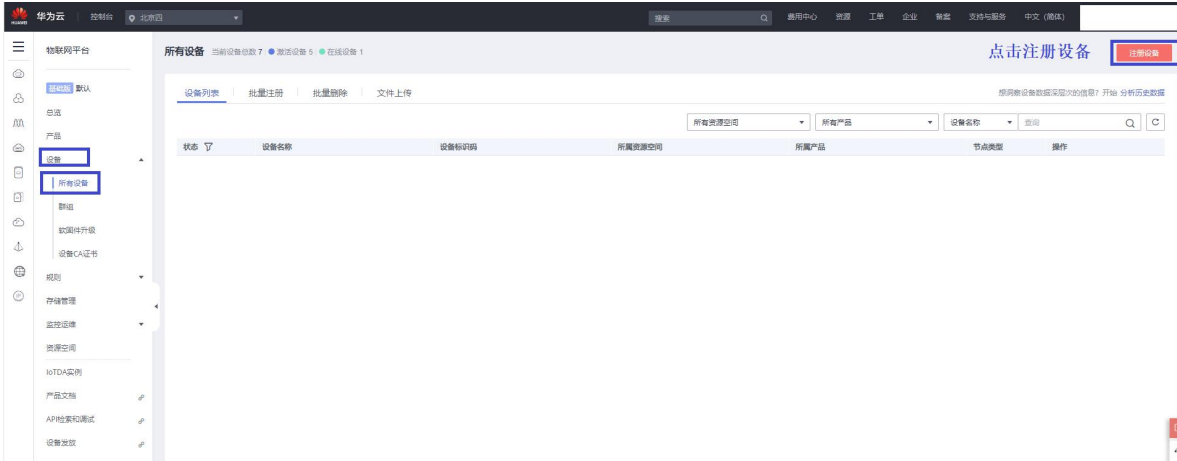 HUAWEI 华为云 控制台 北京四 搜索 费用中心 资源 工单 企业 备案 支持与服务 中文（简体）
物联网平台
所有设备 当前设备总数 7 激活设备 5 在线设备 1
点击注册设备 注册设备
基础版 默认
设备列表 批量注册 批量删除 文件上传 想洞察设备数据深层次的信息？开始 分析历史数据
总览
所有资源空间 所有产品 设备名称 查询
产品
状态 设备名称 设备标识码 所属资源空间 所属产品 节点类型 操作
设备
所有设备
群组
软固件升级
设备CA证书
规则
存储管理
监控运维
资源空间
IoTDA实例
产品文档
API检索和调试
设备发放